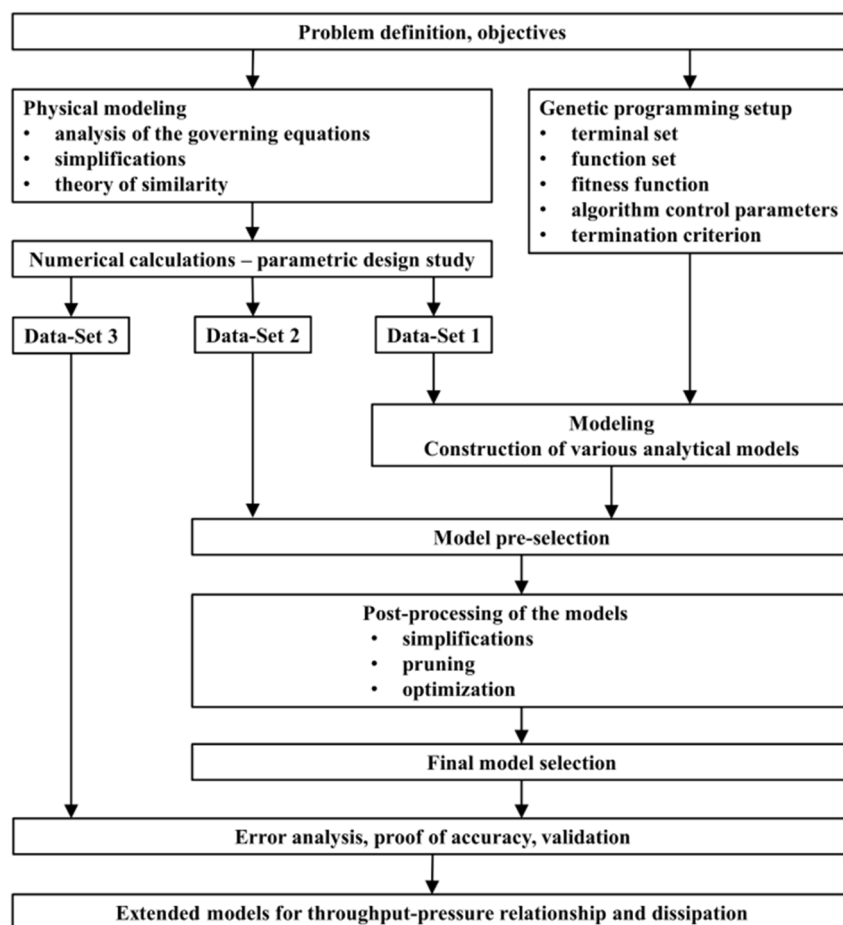 Problem definition, objectives
Physical modeling
• analysis of the governing equations
• simplifications
• theory of similarity
Genetic programming setup
• terminal set
• function set
• fitness function
• algorithm control parameters
• termination criterion
Numerical calculations – parametric design study
Data-Set 3
Data-Set 2
Data-Set 1
Modeling
Construction of various analytical models
Model pre-selection
Post-processing of the models
• simplifications
• pruning
• optimization
Final model selection
Error analysis, proof of accuracy, validation
Extended models for throughput-pressure relationship and dissipation